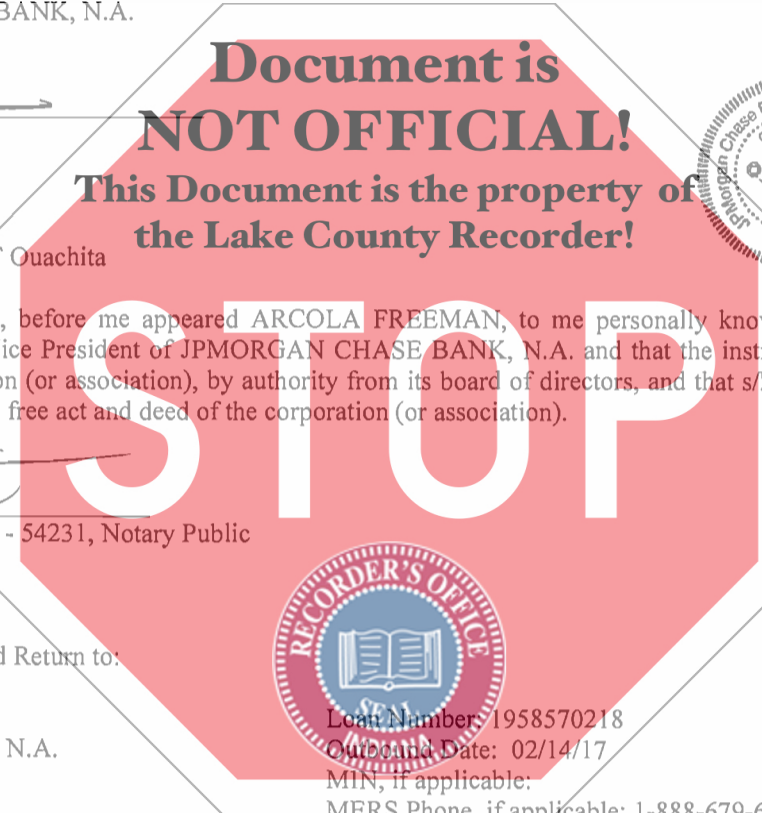 BANK, N.A.
Document is
NOT OFFICIAL!
This Document is the property of
the Lake County Recorder!
JPMorgan Chase
Ouachita
, before me appeared ARCOLA FREEMAN, to me personally
ice President of JPMORGAN CHASE BANK, N.A. and that the
(or association), by authority from its board of directors, and that
free act and deed of the corporation (or association).
STOP
- 54231, Notary Public
RECORDER'S OFFICE
SEAL
INDIANA
Return to:
N.A.
Loan Number: 1958570218
Outbound Date: 02/14/17
MIN, if applicable:
MERS Phone, if applicable: 1-888-679-